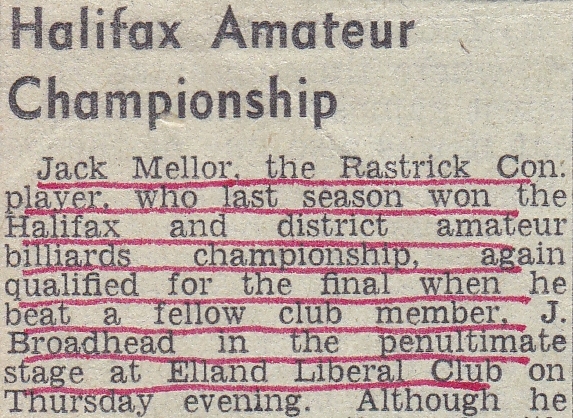 Halifax Amateur
Championship
Jack Mellor, the Rastrick Con.
player, who last season won the
Halifax and district amateur
billiards championship, again
qualified for the final when he
beat a fellow club member, J.
Broadhead in the penultimate
stage at Elland Liberal Club on
Thursday evening. Although he